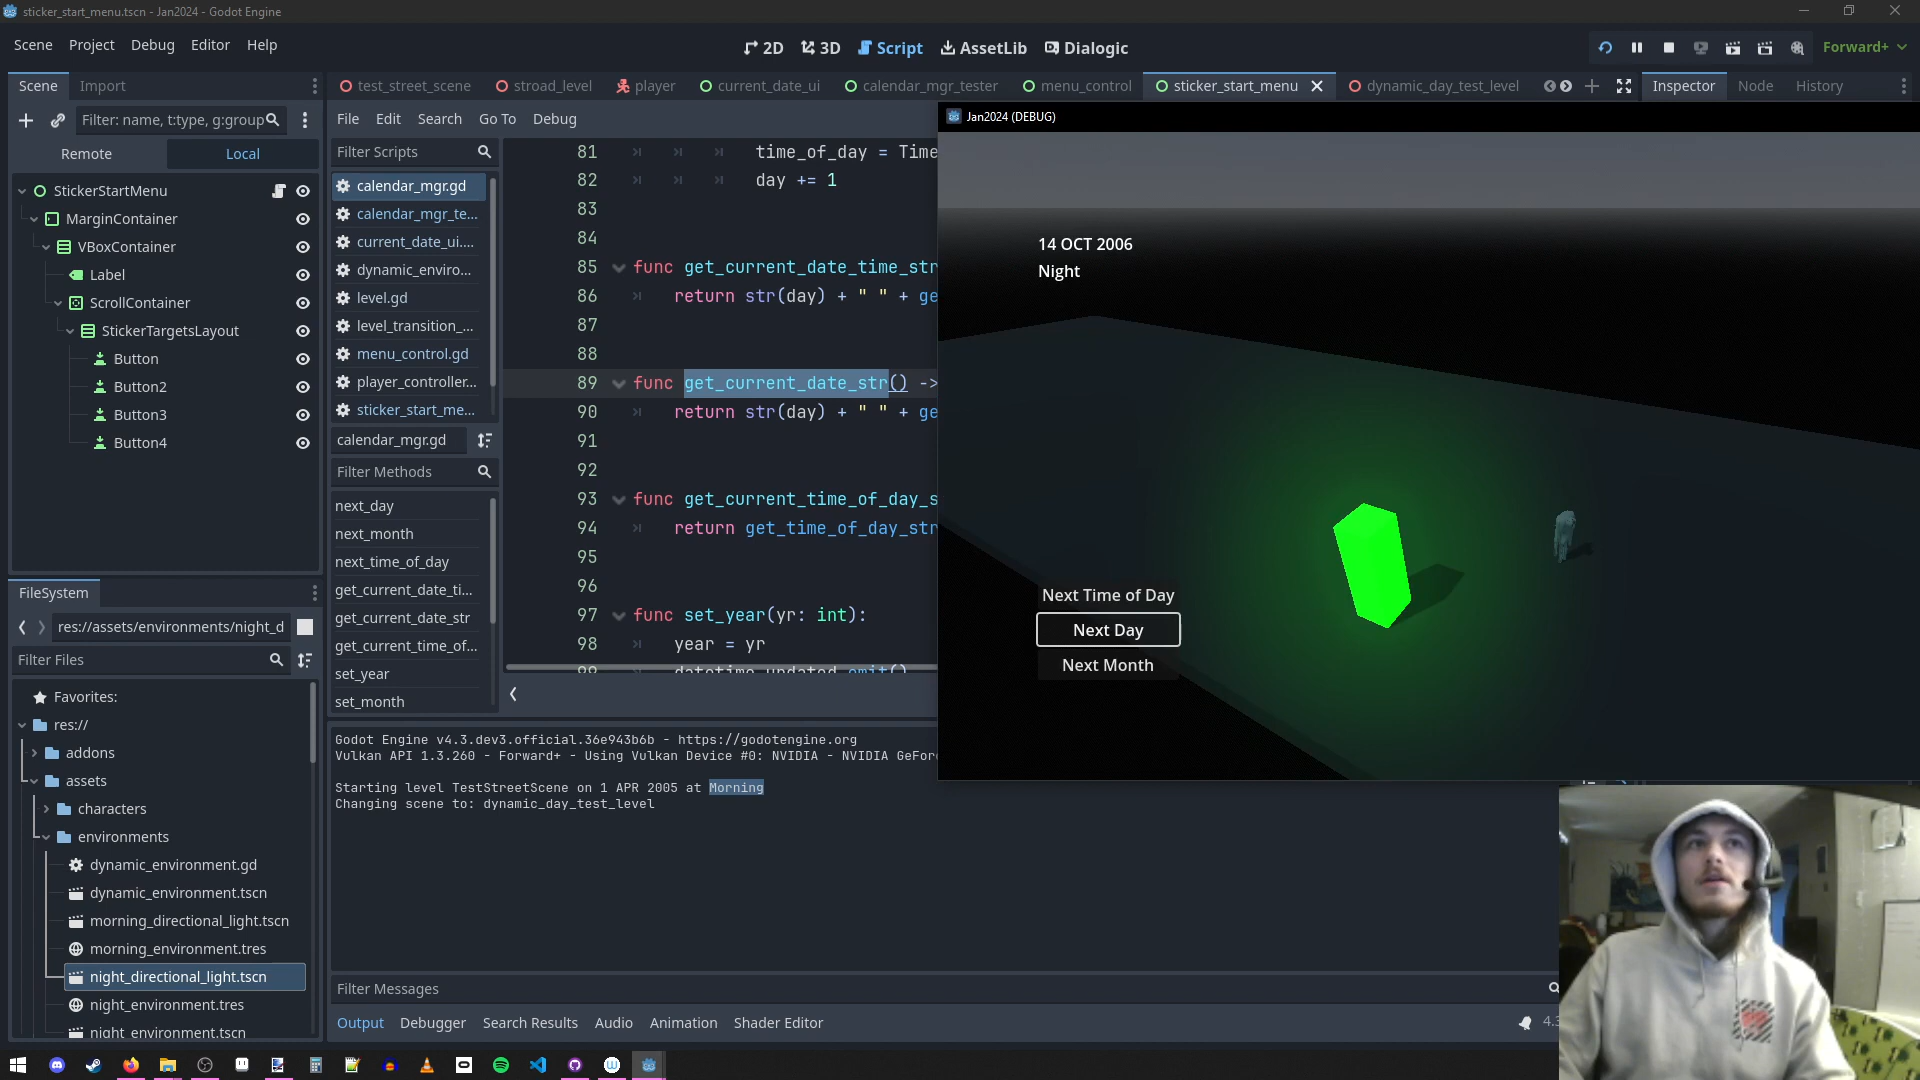 sticker_start_menu.tscn - Jan2024 - Godot Engine
Scene Project Debug Editor Help
2D 3D Script AssetLib Dialogic
Forward+
Scene Import
test_street_scene stroad_level player current_date_ui calendar_mgr_tester menu_control sticker_start_menu dynamic_day_test_level
Inspector Node History
Filter: name, t:type, g:group
Remote Local
StickerStartMenu
MarginContainer
VBoxContainer
Label
ScrollContainer
StickerTargetsLayout
Button
Button2
Button3
Button4
FileSystem
res://assets/environments/night_d
Filter Files
Favorites:
res://
addons
assets
characters
environments
dynamic_environment.gd
dynamic_environment.tscn
morning_directional_light.tscn
morning_environment.tres
night_directional_light.tscn
night_environment.tres
night_environment.tscn
File Edit Search Go To Debug
Filter Scripts
calendar_mgr.gd
calendar_mgr_te...
current_date_ui....
dynamic_enviro...
level.gd
level_transition_...
menu_control.gd
player_controller...
sticker_start_me...
calendar_mgr.gd
Filter Methods
next_day
next_month
next_time_of_day
get_current_date_ti...
get_current_date_str
get_current_time_of...
set_year
set_month
81 time_of_day = Time
82 day += 1
83
84
85 func get_current_date_time_str
86 return str(day) + " " + ge
87
88
89 func get_current_date_str() ->
90 return str(day) + " " + ge
91
92
93 func get_current_time_of_day_s
94 return get_time_of_day_str
95
96
97 func set_year(yr: int):
98 year = yr
99 datetime_updated.emit()
Jan2024 (DEBUG)
14 OCT 2006
Night
Next Time of Day
Next Day
Next Month
Godot Engine v4.3.dev3.official.36e943b6b - https://godotengine.org
Vulkan API 1.3.260 - Forward+ - Using Vulkan Device #0: NVIDIA - NVIDIA GeFor
Starting level TestStreetScene on 1 APR 2005 at Morning
Changing scene to: dynamic_day_test_level
Filter Messages
Output Debugger Search Results Audio Animation Shader Editor
4.3